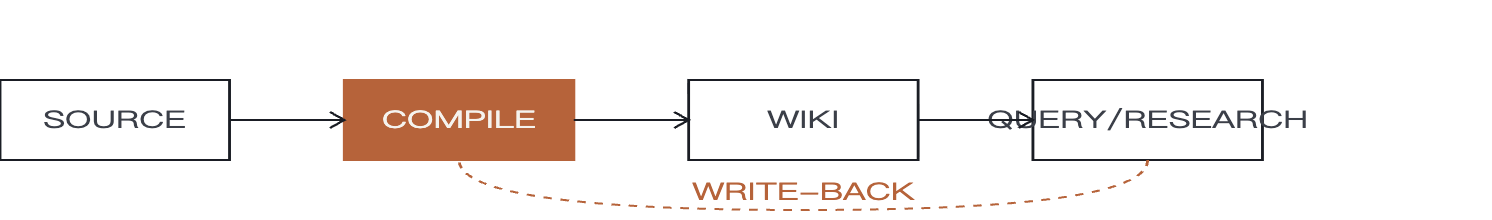 SOURCE
COMPILE
WIKI
QUERY/RESEARCH
WRITE–BACK